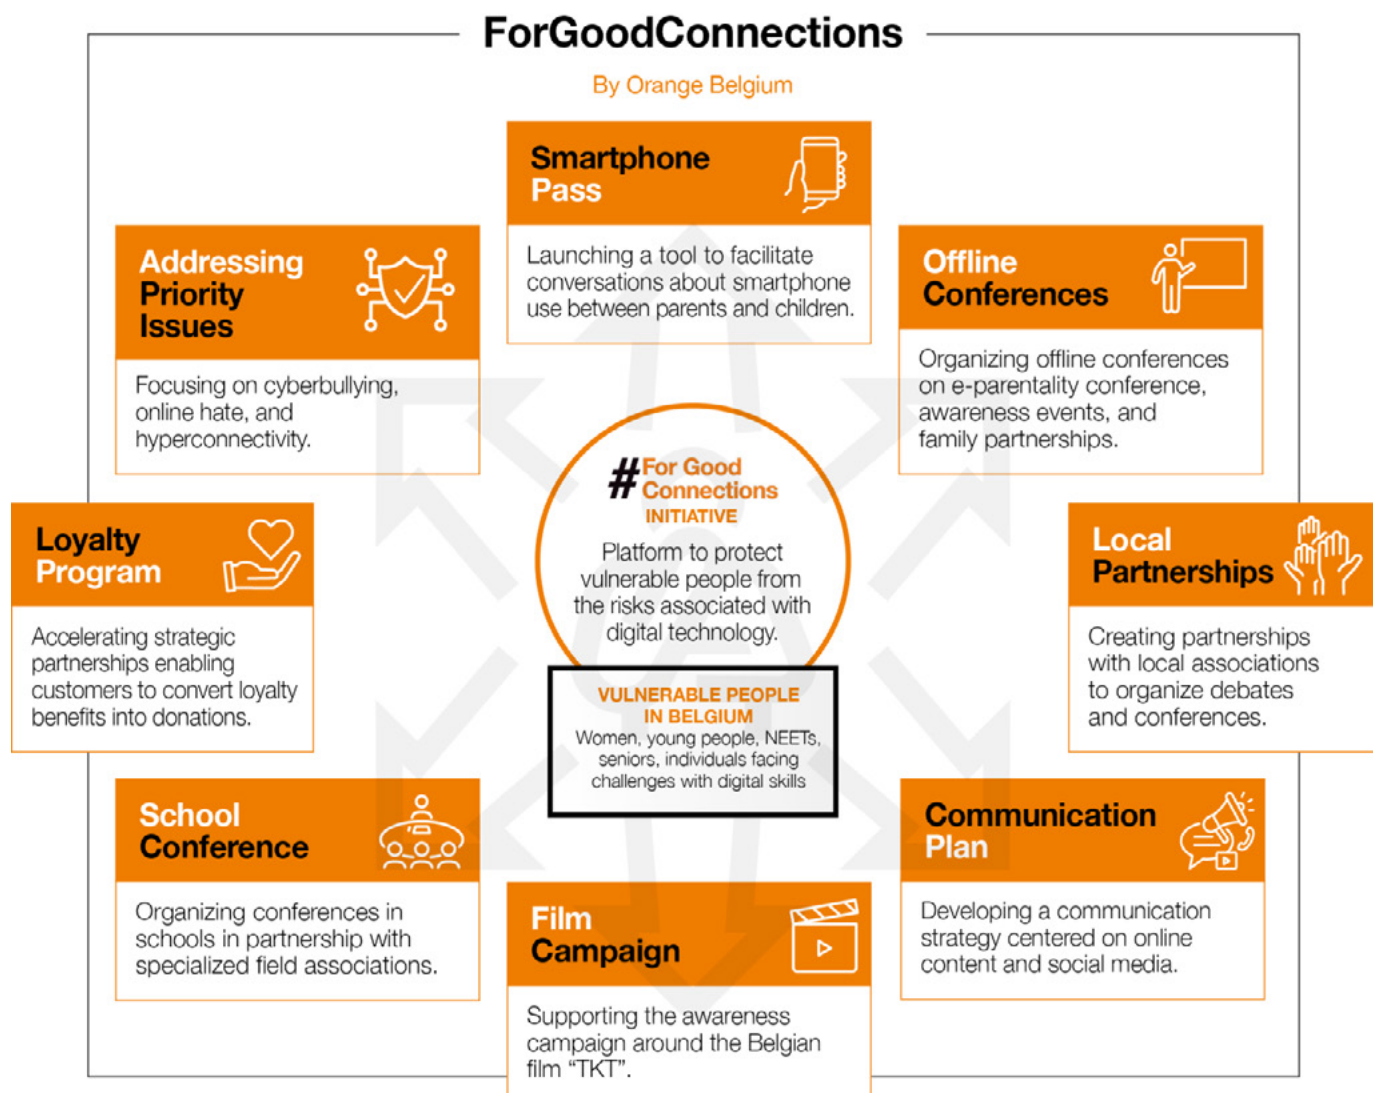 ForGoodConnections
By Orange Belgium
Smartphone
Pass
Launching a tool to facilitate
conversations about smartphone
use between parents and children.
Addressing
Priority
Issues
Focusing on cyberbullying,
online hate, and
hyperconnectivity.
Offline
Conferences
Organizing offline conferences
on e-parentality conference,
awareness events, and
family partnerships.
# For Good
Connections
INITIATIVE
Platform to protect
vulnerable people from
the risks associated with
digital technology.
VULNERABLE PEOPLE
IN BELGIUM
Women, young people, NEETs,
seniors, individuals facing
challenges with digital skills
Loyalty
Program
Accelerating strategic
partnerships enabling
customers to convert loyalty
benefits into donations.
Local
Partnerships
Creating partnerships
with local associations
to organize debates
and conferences.
School
Conference
Organizing conferences in
schools in partnership with
specialized field associations.
Film
Campaign
Supporting the awareness
campaign around the Belgian
film “TKT”.
Communication
Plan
Developing a communication
strategy centered on online
content and social media.